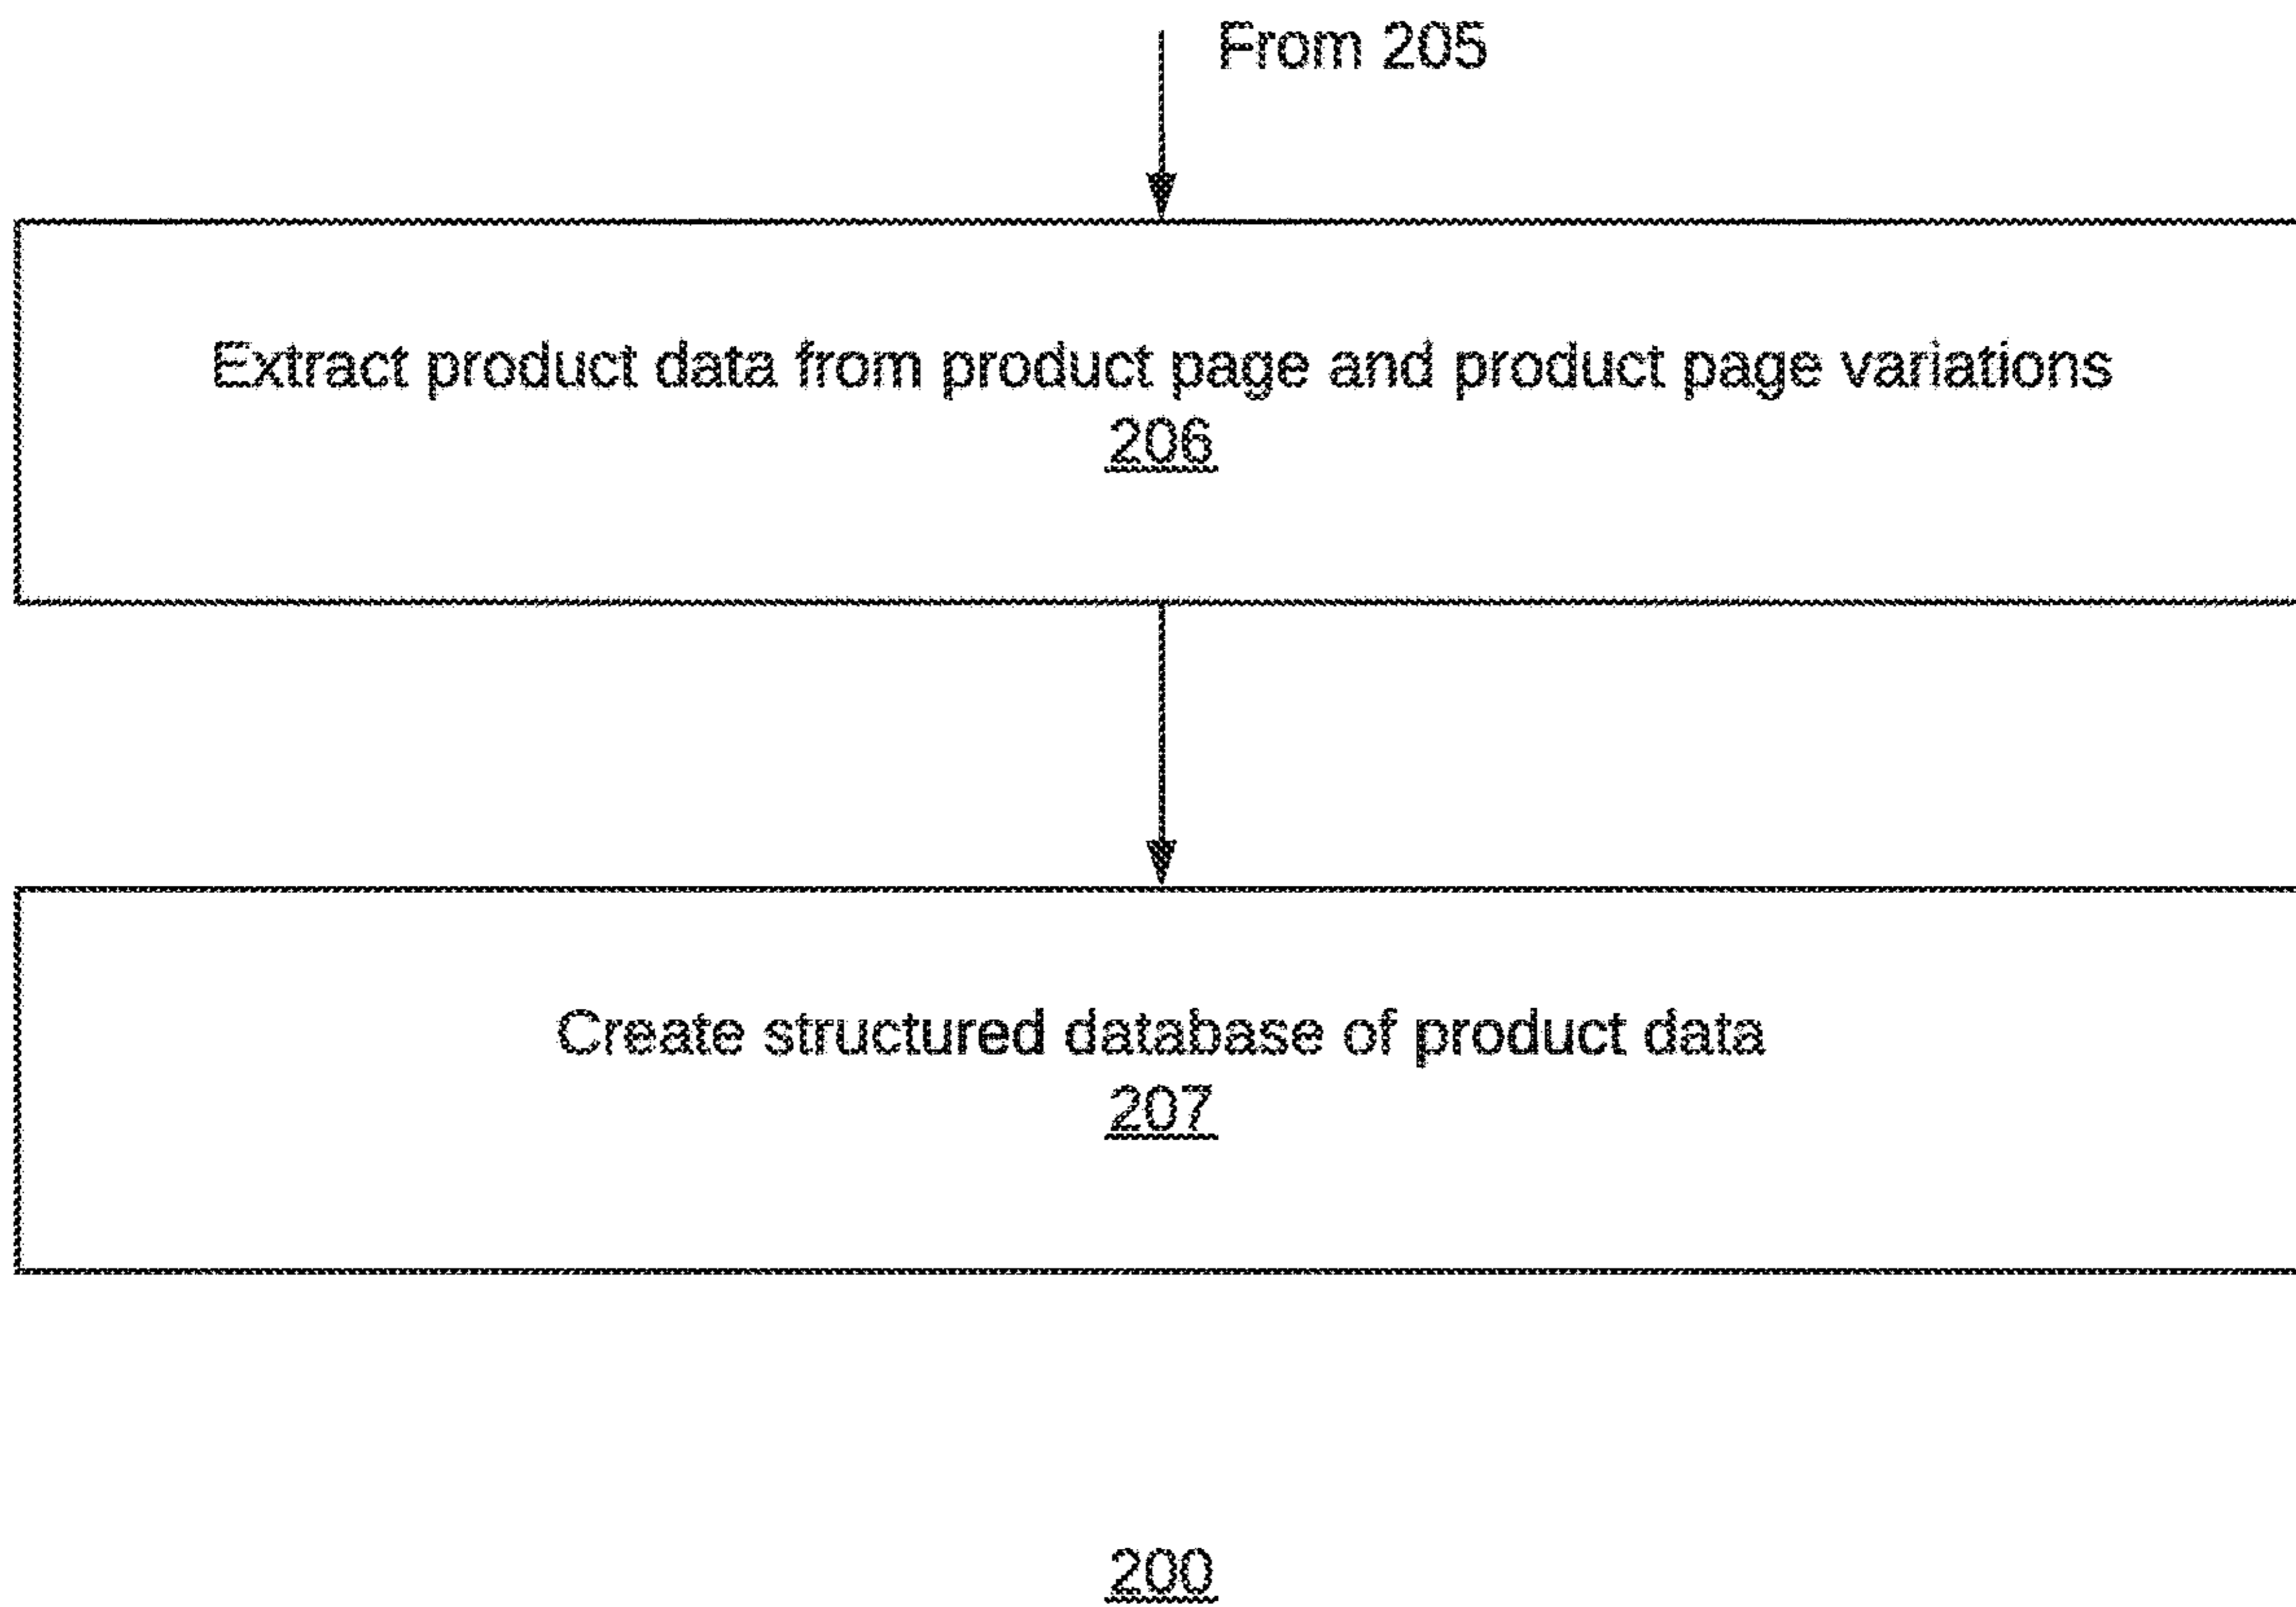 From 205
Extract product data from product page and product page variations
206
Create structured database of product data
207
200